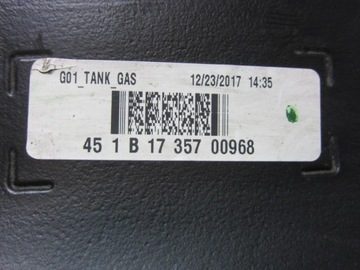 G01_TANK_GAS 12/23/2017 14:35
45 1 B 17 357 00968